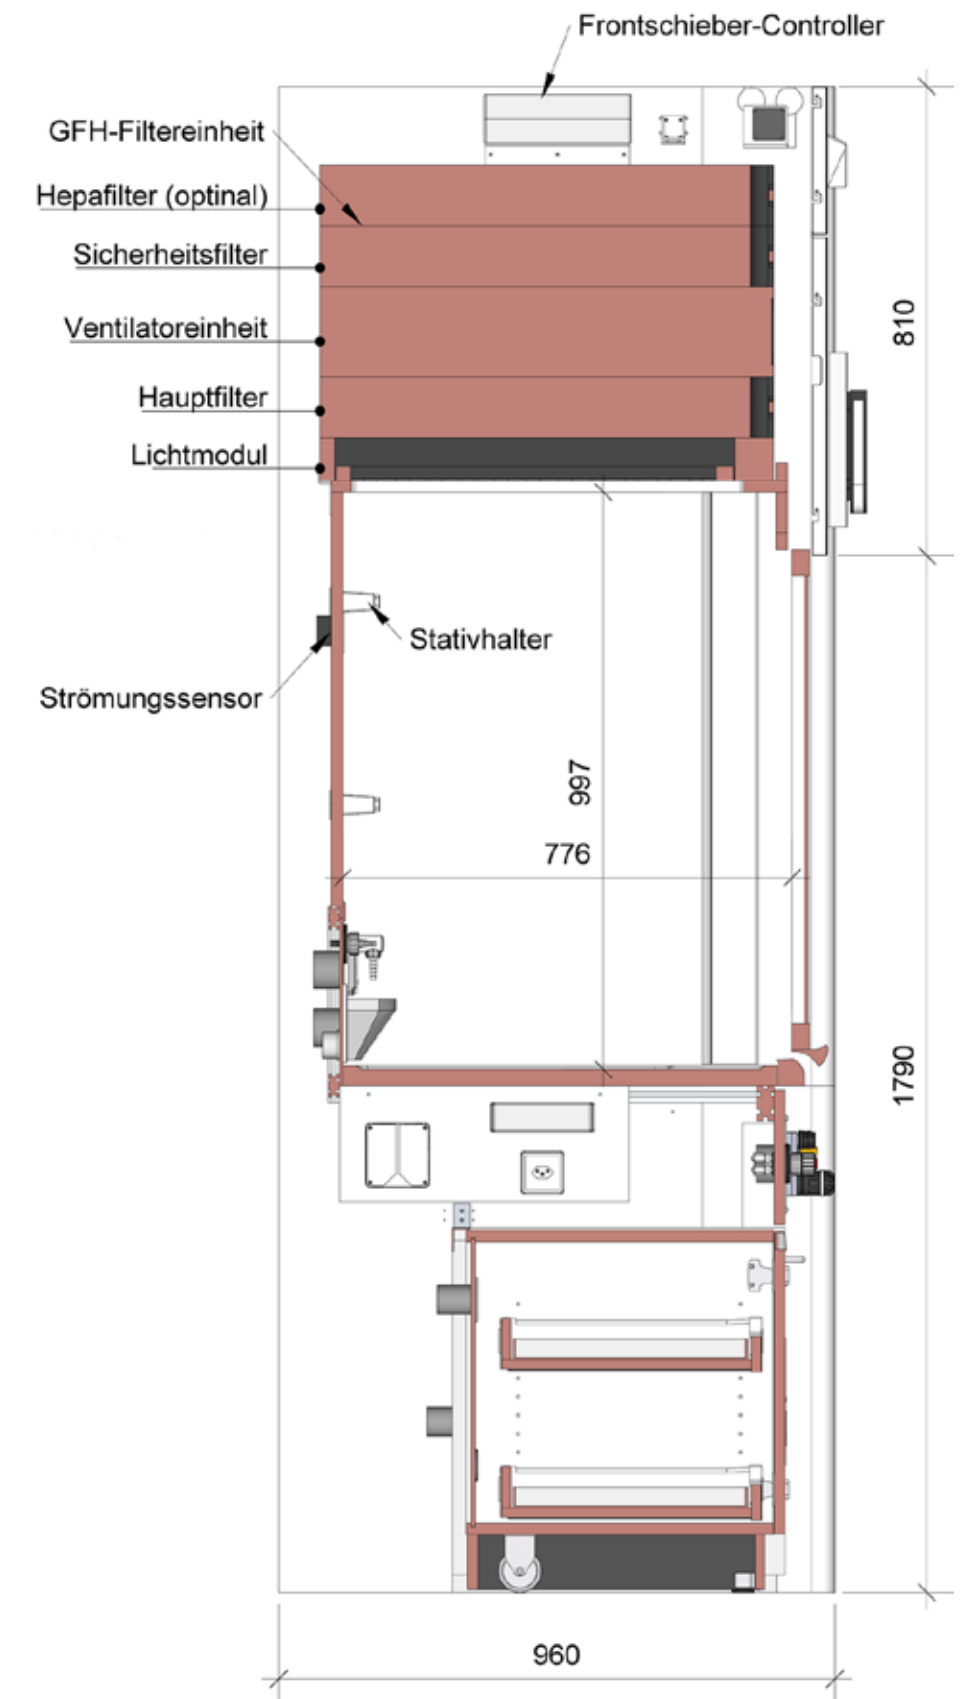 Frontschieber-Controller
GFH-Filtereinheit
Hepafilter (optinal)
Sicherheitsfilter
Ventilatoreinheit
810
Hauptfilter
Lichtmodul
Stativhalter
Strömungssensor
997
776
1790
960